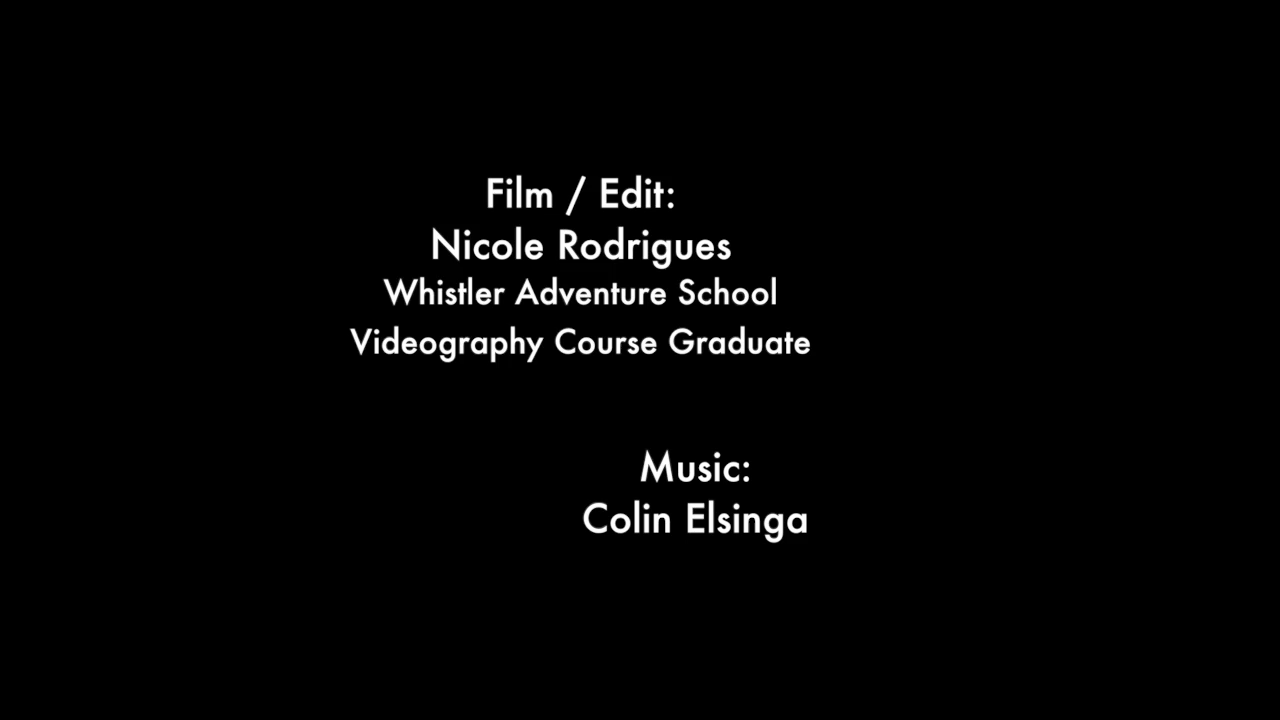 Film / Edit:
Nicole Rodrigues
Whistler Adventure School
Videography Course Graduate
Music:
Colin Elsinga